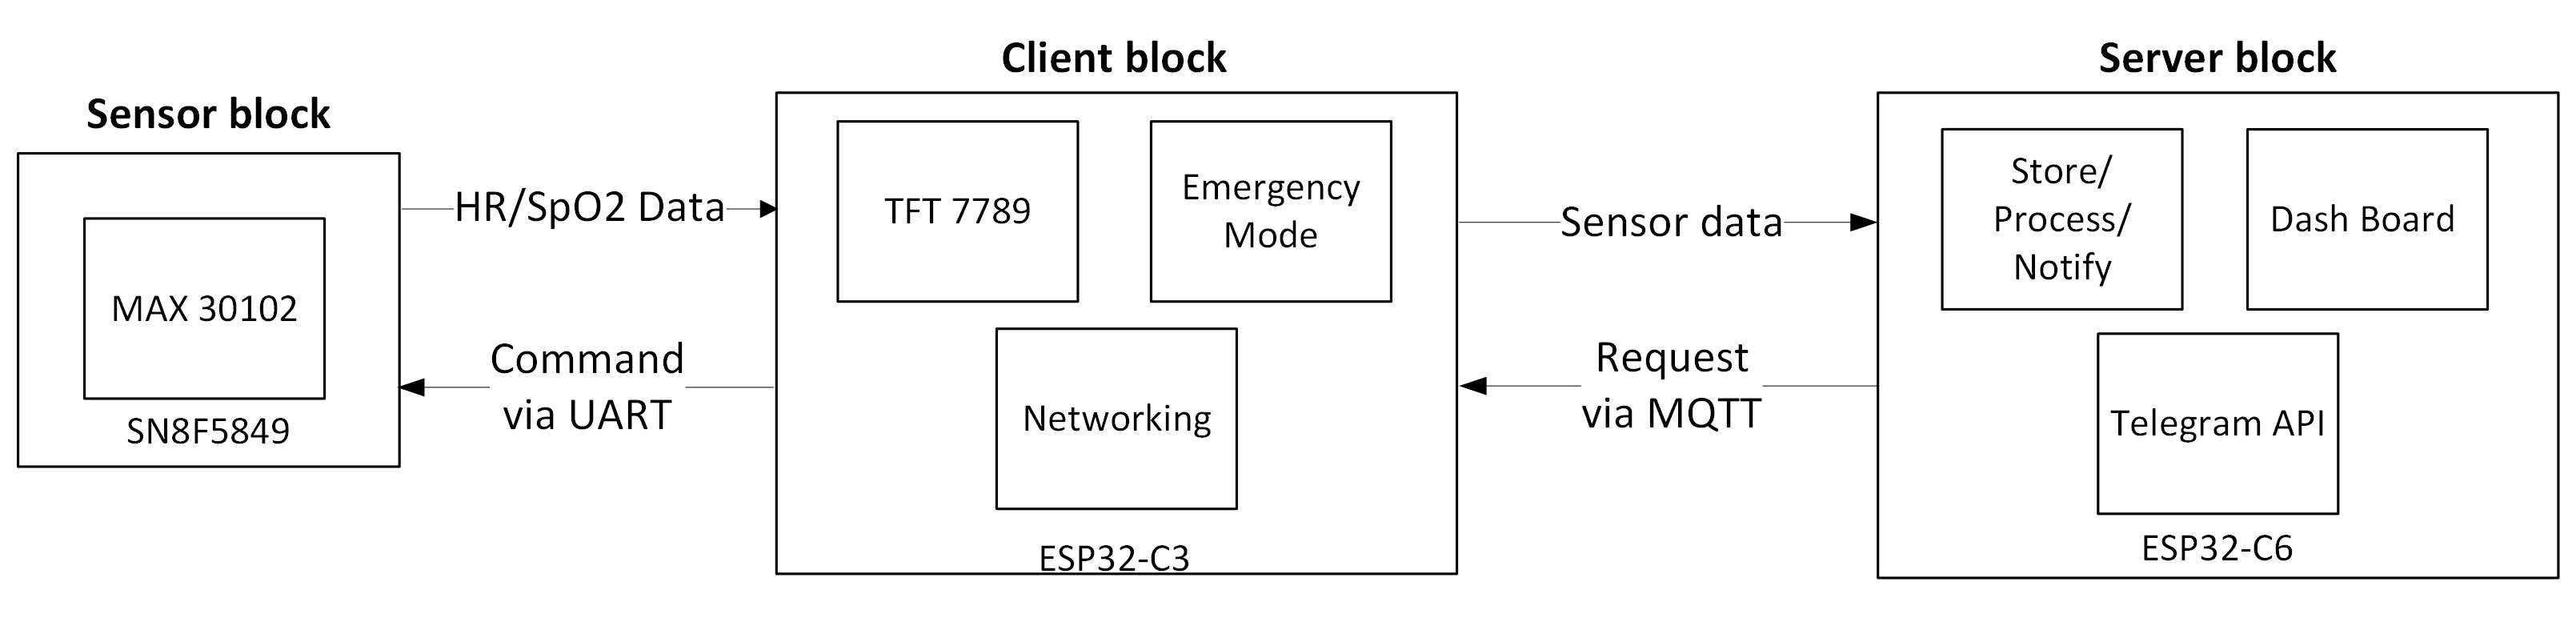 Sensor block
MAX 30102
SN8F5849
HR/SpO2 Data
Command
via UART
Client block
TFT 7789
Emergency
Mode
Networking
ESP32-C3
Sensor data
Request
via MQTT
Server block
Store/
Process/
Notify
Dash Board
Telegram API
ESP32-C6